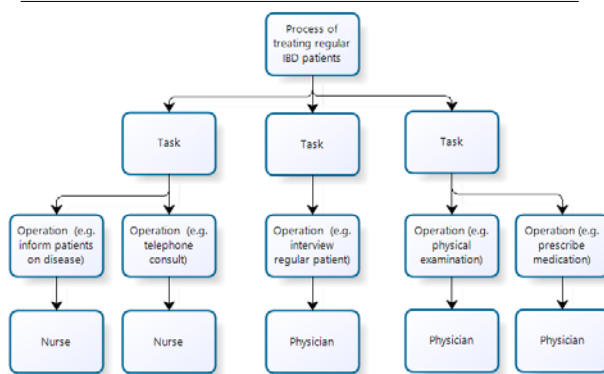 Process of
treating regular
IBD patients
Task
Task
Task
Operation (e.g.
inform patients
on disease)
Operation (e.g.
telephone
consult)
Operation (e.g.
interview
regular patient)
Operation (e.g.
physical
examination)
Operation (e.g.
prescribe
medication)
Nurse
Nurse
Physician
Physician
Physician